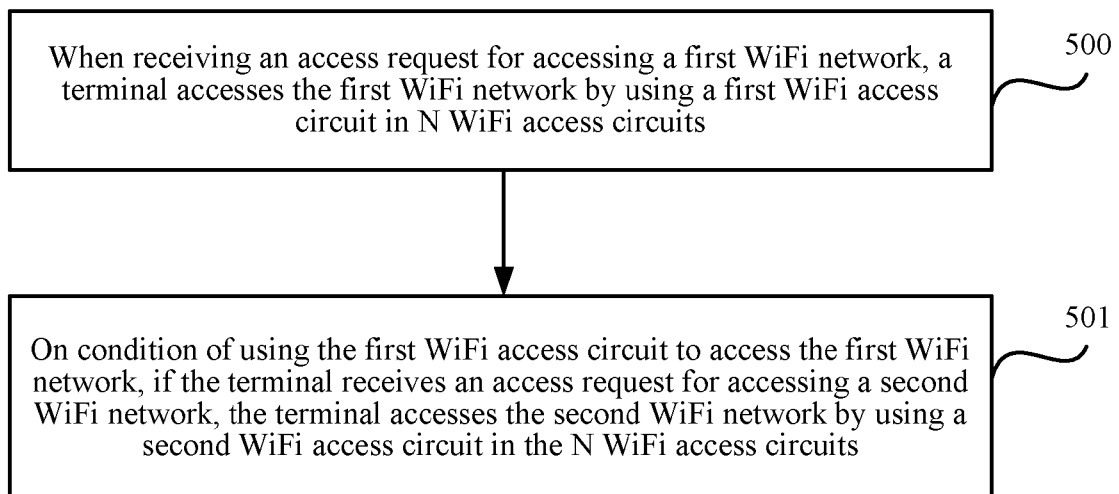 When receiving an access request for accessing a first WiFi network, a
terminal accesses the first WiFi network by using a first WiFi access
circuit in N WiFi access circuits
500
On condition of using the first WiFi access circuit to access the first WiFi
network, if the terminal receives an access request for accessing a second
WiFi network, the terminal accesses the second WiFi network by using a
second WiFi access circuit in the N WiFi access circuits
501